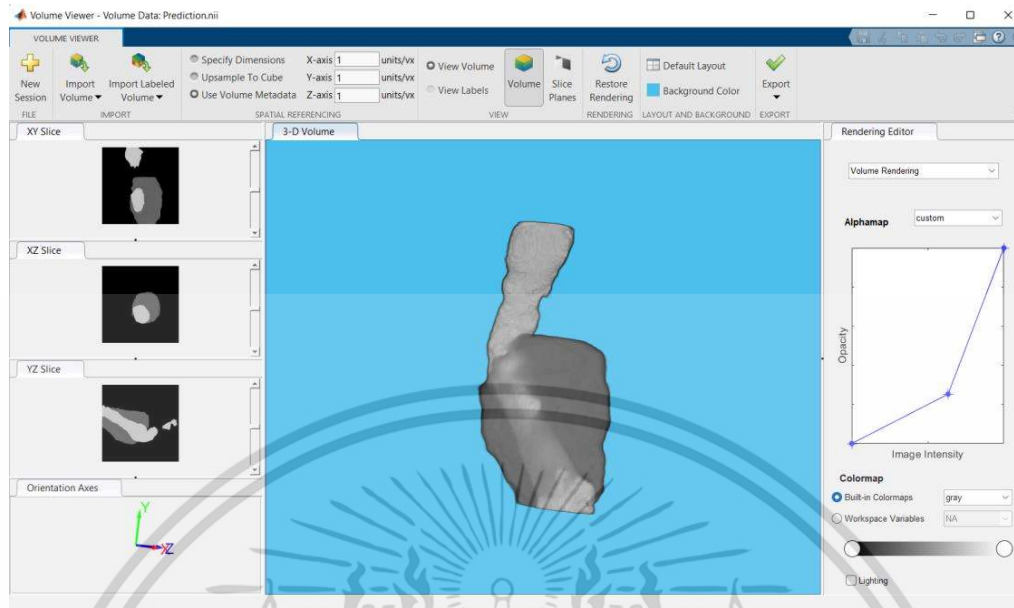 Volume Viewer - Volume Data: Prediction.nii
VOLUME VIEWER
New Session
Import Volume
Import Labeled Volume
Specify Dimensions
Upsample To Cube
Use Volume Metadata
X-axis 1 units/vx
Y-axis 1 units/vx
Z-axis 1 units/vx
View Volume
View Labels
Volume
Slice Planes
Restore Rendering
Default Layout
Background Color
Export
FILE
IMPORT
SPATIAL REFERENCING
VIEW
RENDERING
LAYOUT AND BACKGROUND
EXPORT
XY Slice
XZ Slice
YZ Slice
Orientation Axes
Y
Z
3-D Volume
Rendering Editor
Volume Rendering
Alphamap custom
Opacity
Image Intensity
Colormap
Built-in Colormaps gray
Workspace Variables NA
Lighting